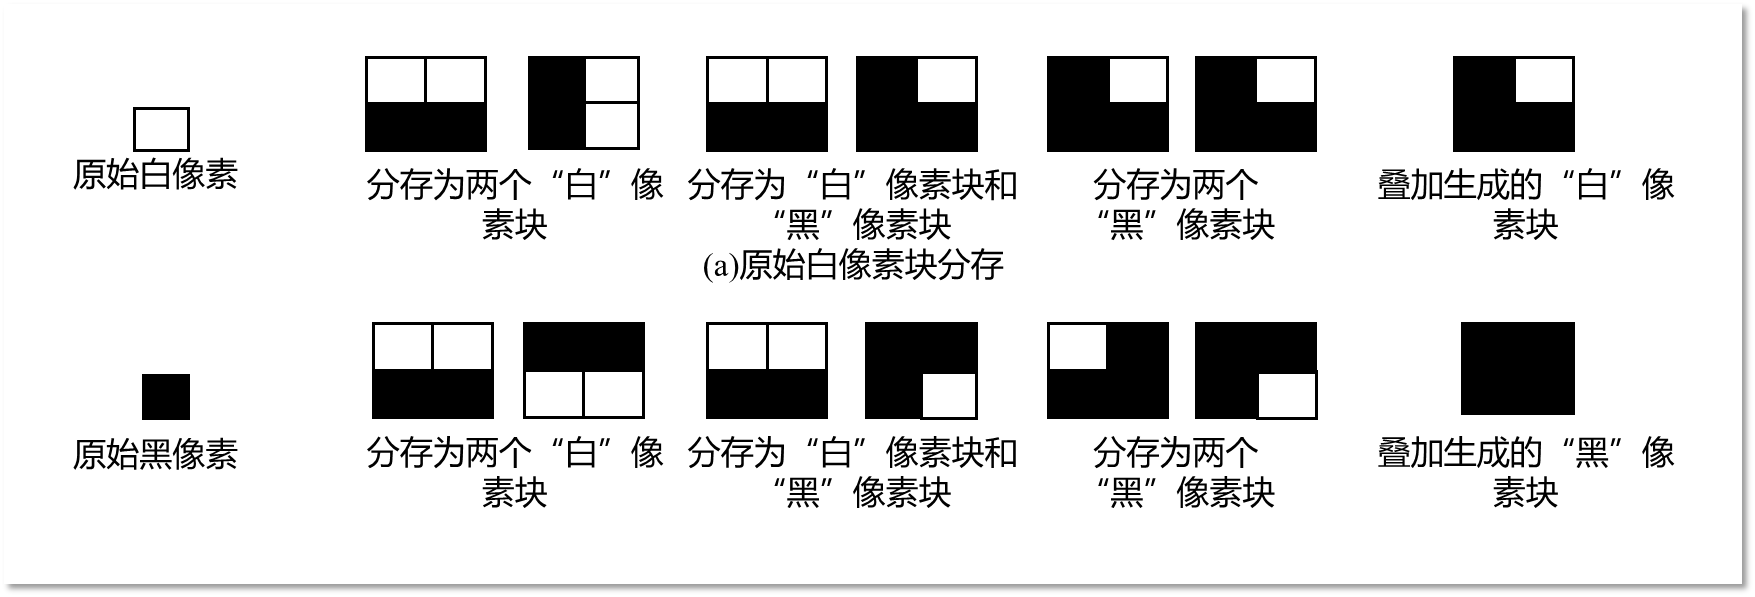 原始白像素
分存为两个“白”像
素块
分存为“白”像素块和
“黑”像素块
分存为两个
“黑”像素块
叠加生成的“白”像
素块
(a)原始白像素块分存
原始黑像素
分存为两个“白”像
素块
分存为“白”像素块和
“黑”像素块
分存为两个
“黑”像素块
叠加生成的“黑”像
素块